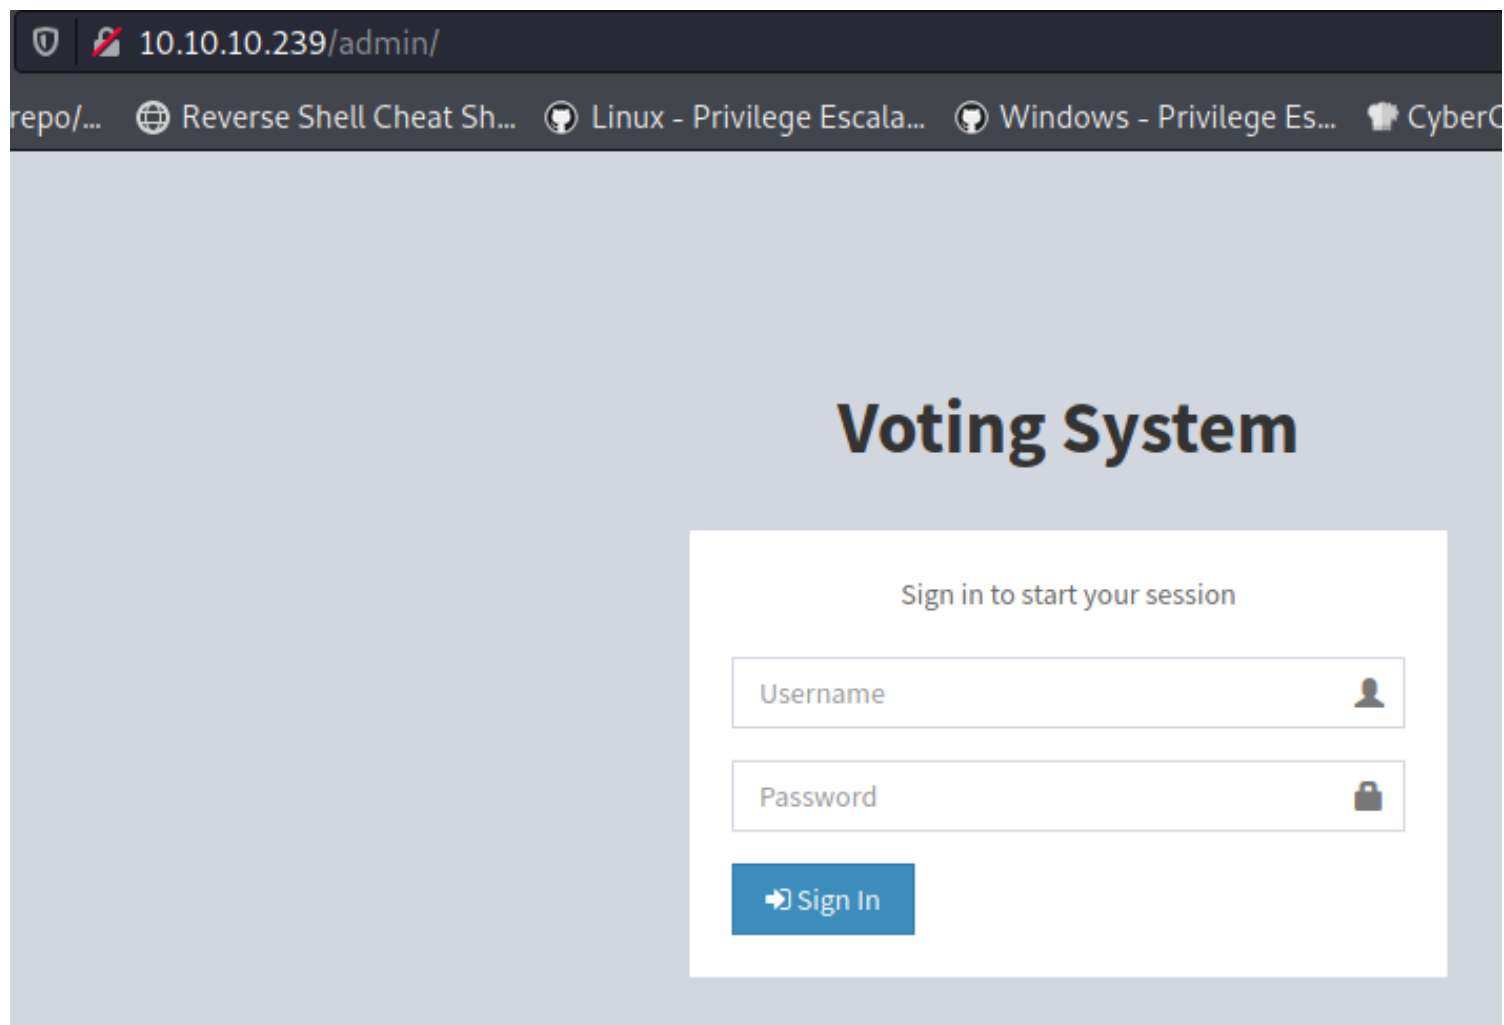 10.10.10.239/admin/
repo/... Reverse Shell Cheat Sh... Linux - Privilege Escala... Windows - Privilege Es... CyberC
Voting System
Sign in to start your session
Username
Password
Sign In